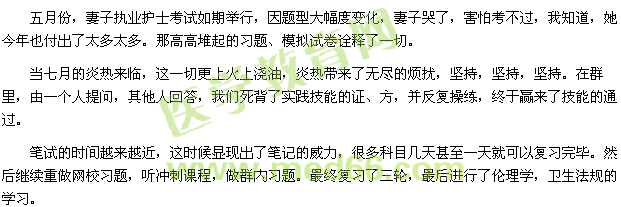 五月份，妻子执业护士考试如期举行，因题型大幅度变化，妻子哭了，害怕考不过，我知道，她
今年也付出了太多太多。那高高堆起的习题、模拟试卷诠释了一切。
当七月的炎热来临，这一切更上火上浇油，炎热带来了无尽的烦扰，坚持，坚持，坚持。在群
里，由一个人提问，其他人回答，我们死背了实践技能的证、方，并反复操练，终于赢来了技能的通
过。
笔试的时间越来越近，这时候显现出了笔记的威力，很多科目几天甚至一天就可以复习完毕。然
后继续重做网校习题，听冲刺课程，做群内习题。最终复习了三轮，最后进行了伦理学，卫生法规的
学习。
医学教育网
www.med66.com